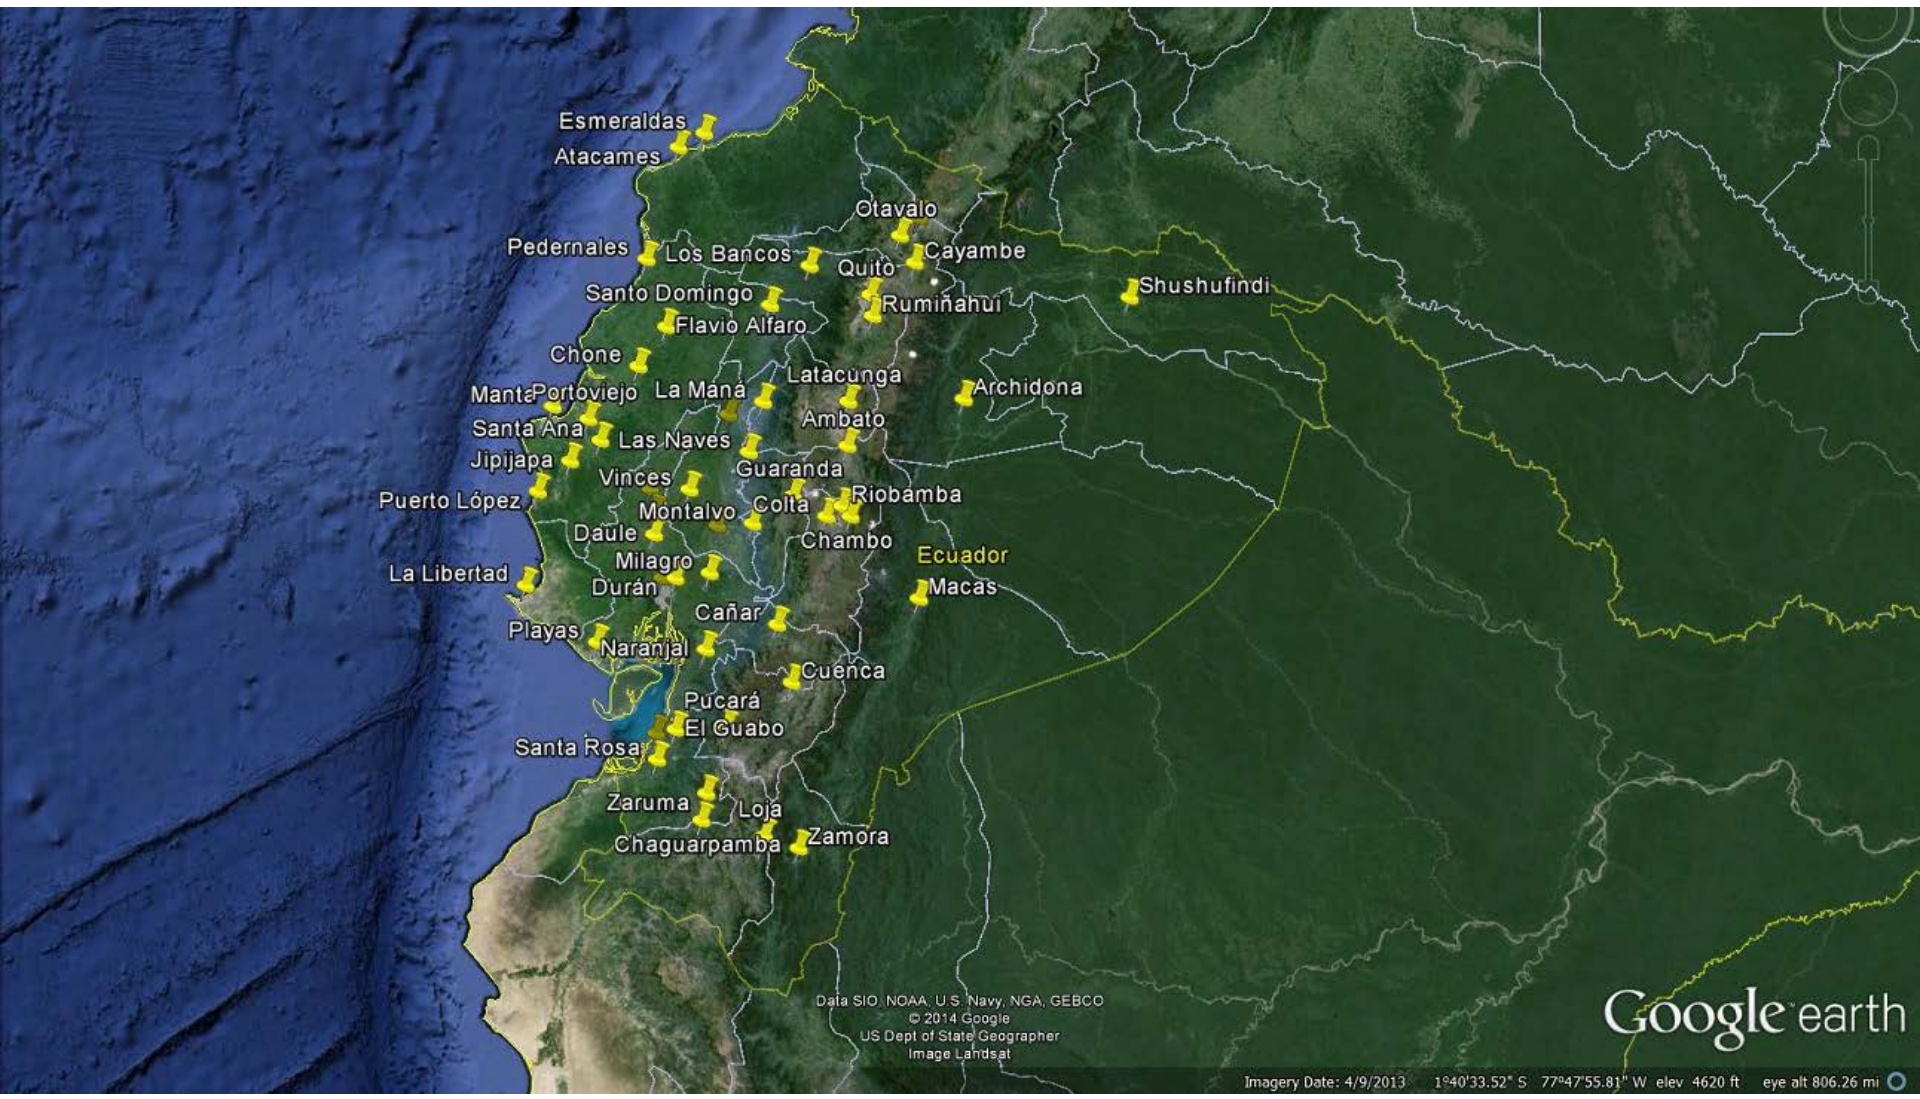 Esmeraldas
Atacames
Otavalo
Pedernales
Los Bancos
Cayambe
Quito
Santo Domingo
Shushufindi
Rumiñahui
Flavio Alfaro
Chone
Latacunga
Manta
Portoviejo
La Maná
Archidona
Ambato
Santa Ana
Las Naves
Jipijapa
Guaranda
Vinces
Puerto López
Riobamba
Montalvo
Colta
Daule
Chambo
Ecuador
Milagro
La Libertad
Durán
Macas
Cañar
Playas
Naranjal
Cuenca
Pucará
El Guabo
Santa Rosa
Zaruma
Loja
Chaguarpamba
Zamora
Data SIO, NOAA, U.S. Navy, NGA, GEBCO
© 2014 Google
US Dept of State Geographer
Image Landsat
Google earth
Imagery Date: 4/9/2013 1°40'33.52" S 77°47'55.81" W elev 4620 ft eye alt 806.26 mi